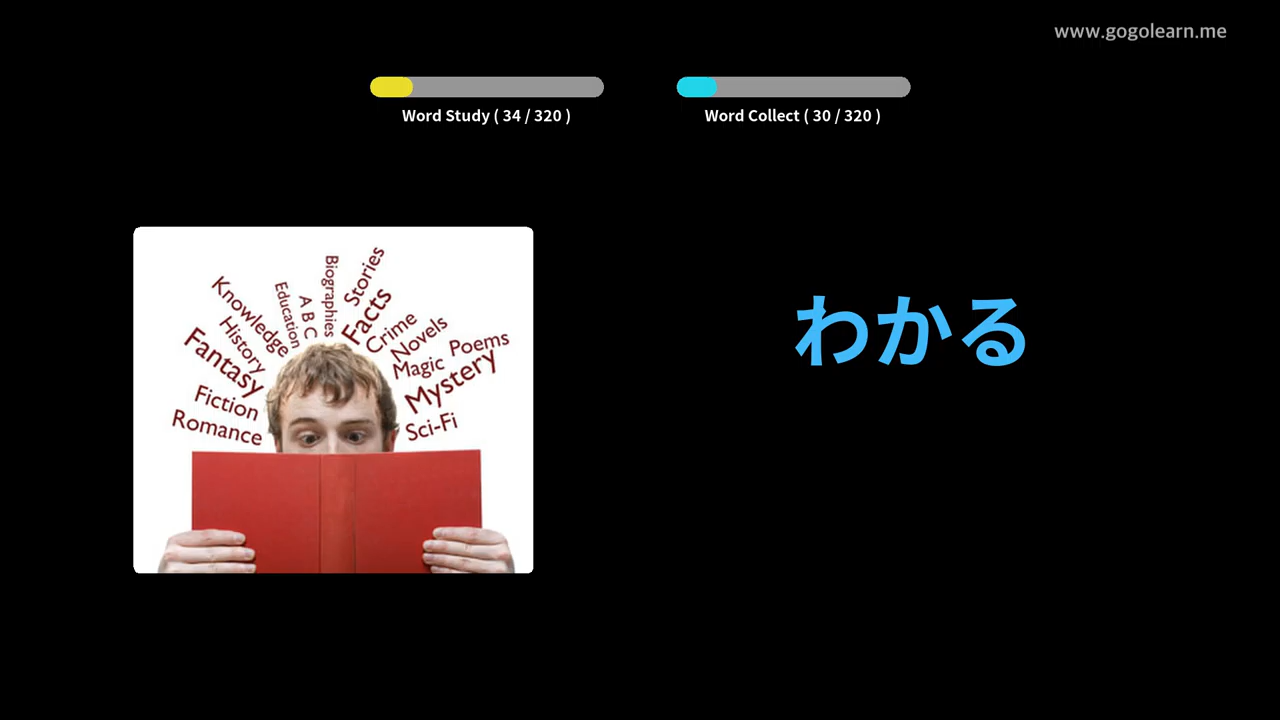 www.gogolearn.me
Word Study ( 34 / 320 )
Word Collect ( 30 / 320 )
Stories
Biographies
Facts
A B C
Education
Knowledge
Crime
Novels
History
Poems
Fantasy
Magic
Mystery
Fiction
Sci-Fi
Romance
わかる